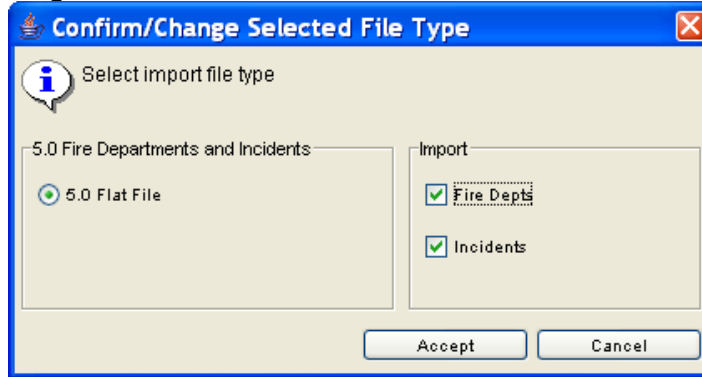 Confirm/Change Selected File Type
Select import file type
5.0 Fire Departments and Incidents
Import
5.0 Flat File
Fire Depts
Incidents
Accept
Cancel